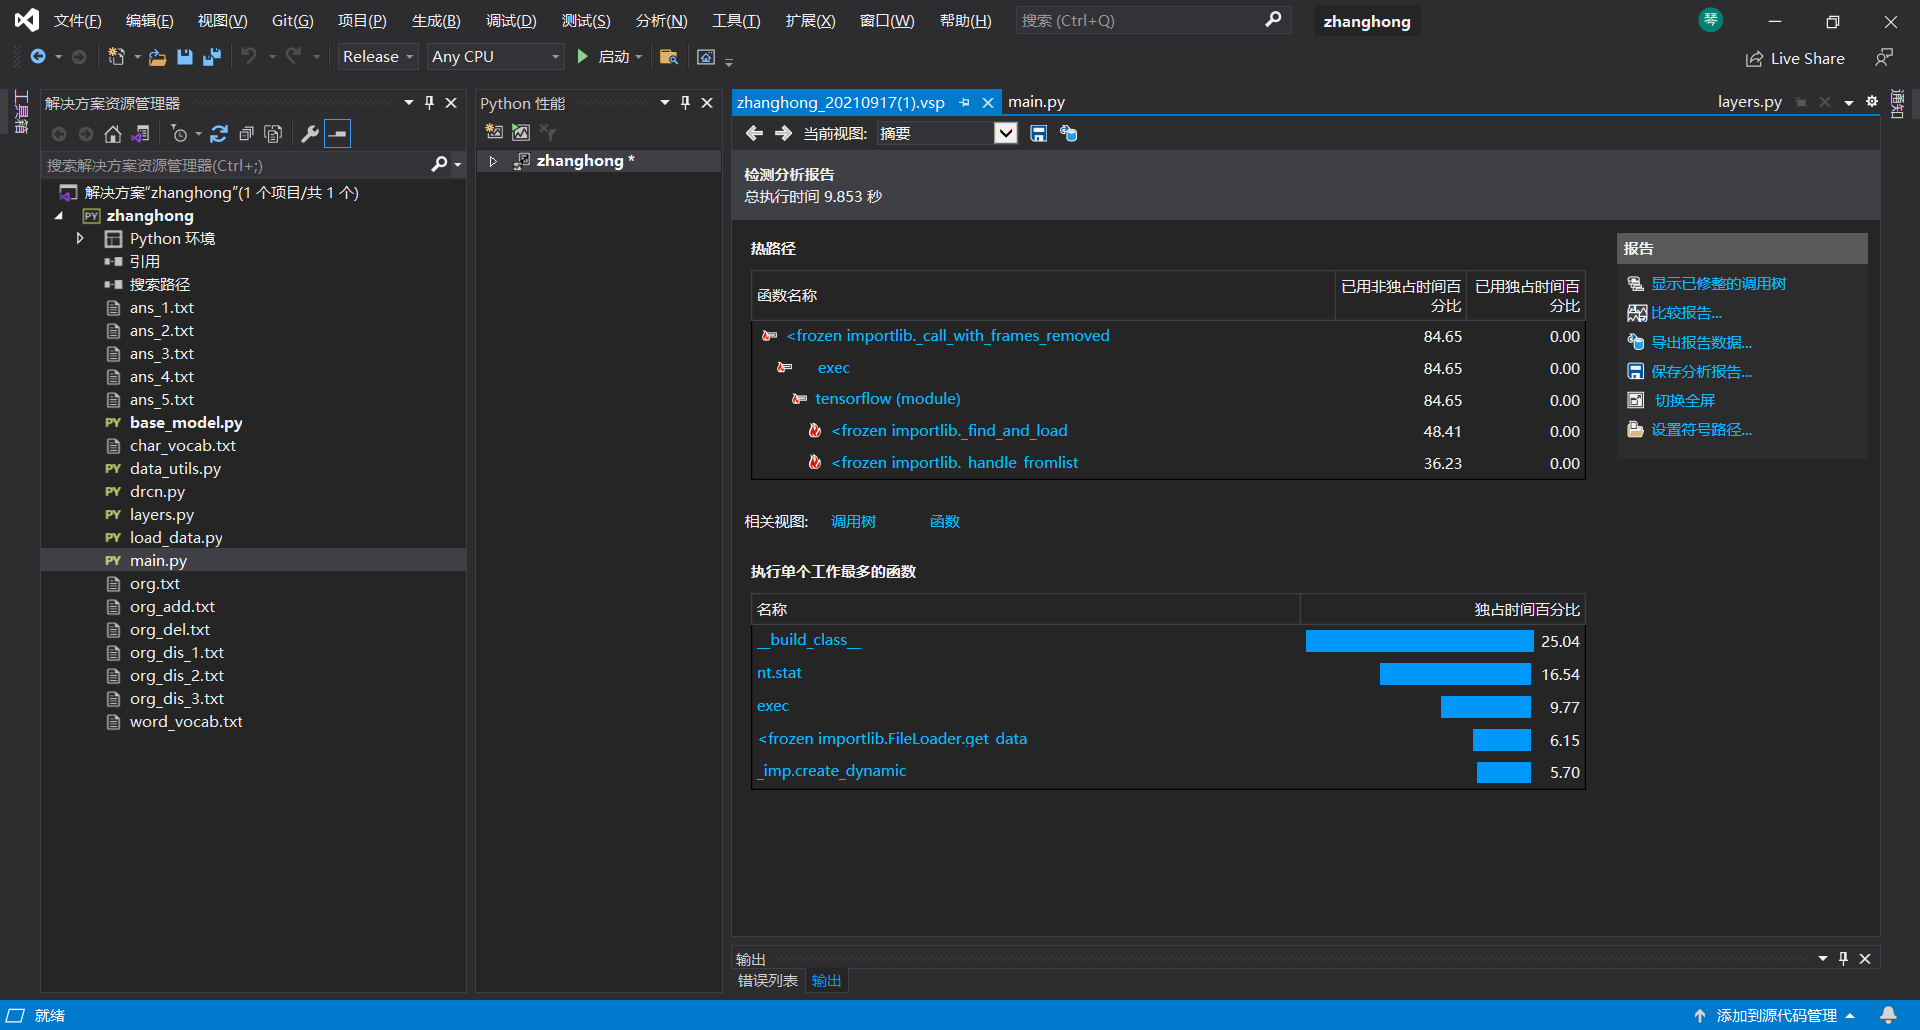 文件(F) 编辑(E) 视图(V) Git(G) 项目(P) 生成(B) 调试(D) 测试(S) 分析(N) 工具(T) 扩展(X) 窗口(W) 帮助(H) 搜索 (Ctrl+Q) zhanghong 琴
Release Any CPU 启动 Live Share
工具箱
解决方案资源管理器
搜索解决方案资源管理器(Ctrl+;)
解决方案“zhanghong”(1 个项目/共 1 个)
PY zhanghong
Python 环境
引用
搜索路径
ans_1.txt
ans_2.txt
ans_3.txt
ans_4.txt
ans_5.txt
PY base_model.py
char_vocab.txt
PY data_utils.py
PY drcn.py
PY layers.py
PY load_data.py
PY main.py
org.txt
org_add.txt
org_del.txt
org_dis_1.txt
org_dis_2.txt
org_dis_3.txt
word_vocab.txt
Python 性能
zhanghong *
zhanghong_20210917(1).vsp main.py layers.py
通知
当前视图: 摘要
检测分析报告
总执行时间 9.853 秒
热路径
函数名称 已用非独占时间百分比 已用独占时间百分比
<frozen importlib._call_with_frames_removed 84.65 0.00
exec 84.65 0.00
tensorflow (module) 84.65 0.00
<frozen importlib._find_and_load 48.41 0.00
<frozen importlib._handle_fromlist 36.23 0.00
相关视图: 调用树 函数
执行单个工作最多的函数
名称 独占时间百分比
__build_class__ 25.04
nt.stat 16.54
exec 9.77
<frozen importlib.FileLoader.get_data 6.15
_imp.create_dynamic 5.70
报告
显示已修整的调用树
比较报告...
导出报告数据...
保存分析报告...
切换全屏
设置符号路径...
输出
错误列表 输出
就绪 添加到源代码管理